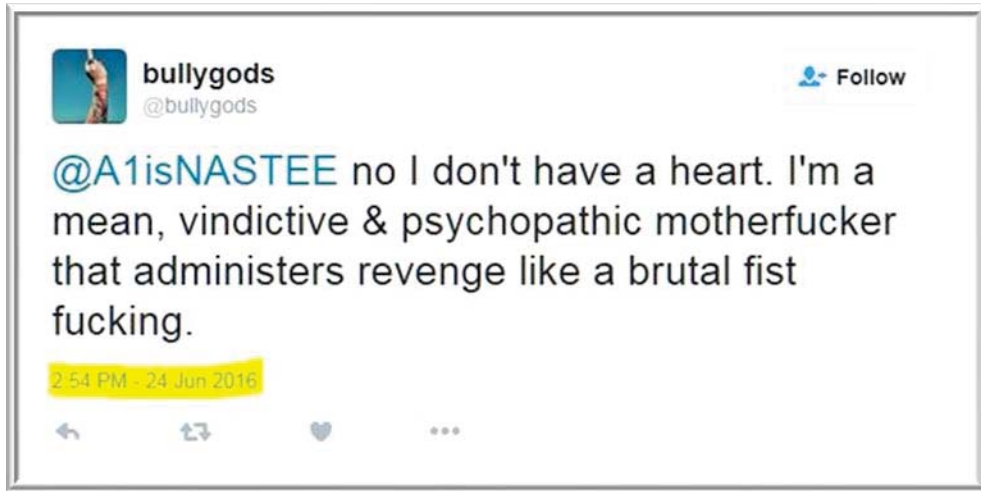 bullygods
@bullygods
Follow
@A1isNASTEE no I don't have a heart. I'm a
mean, vindictive & psychopathic motherfucker
that administers revenge like a brutal fist
fucking.
2:54 PM - 24 Jun 2016